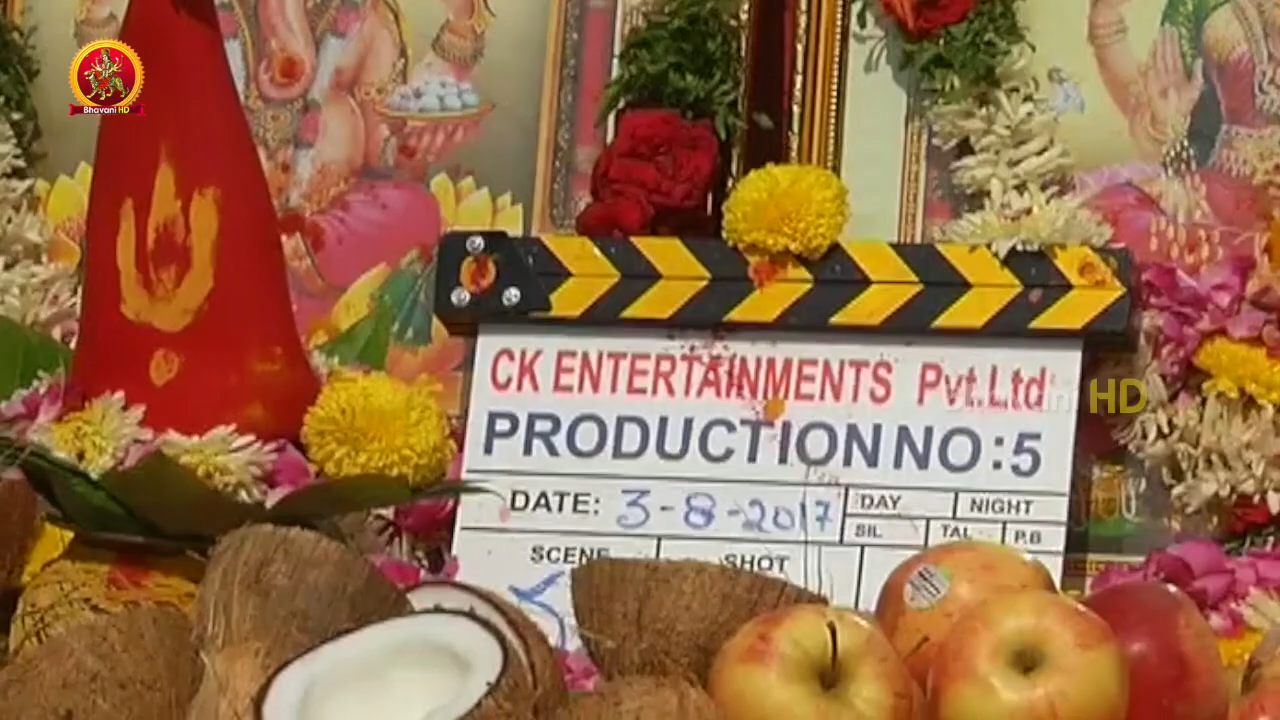 Bhavani HD
CK ENTERTAINMENTS Pvt.Ltd
Bhavani HD
PRODUCTION NO:5
DATE: 3-8-2017
DAY NIGHT
SIL TAL P.B
SCENE SHOT